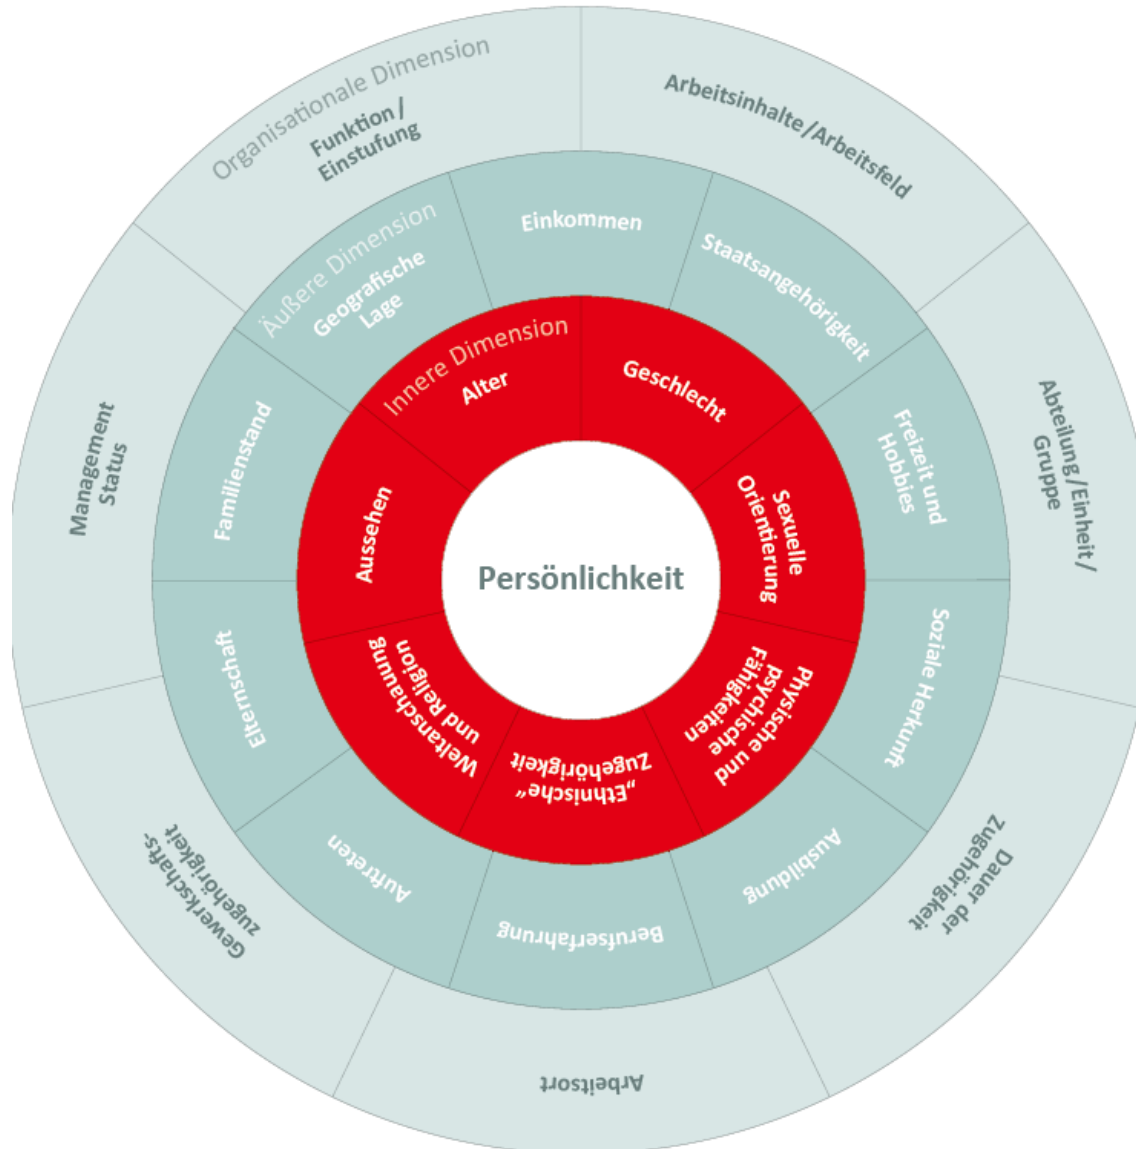 Organisationale Dimension
Funktion /
Einstufung
Arbeitsinhalte / Arbeitsfeld
Abteilung / Einheit /
Gruppe
Dauer der
Zugehörigkeit
Arbeitsort
Gewerkschafts-
zugehörigkeit
Management
Status
Äußere Dimension
Geografische
Lage
Einkommen
Staatsangehörigkeit
Freizeit und
Hobbies
Soziale Herkunft
Ausbildung
Berufserfahrung
Auftreten
Elternschaft
Familienstand
Innere Dimension
Alter
Geschlecht
Sexuelle
Orientierung
Physische und
psychische
Fähigkeiten
„Ethnische“
Zugehörigkeit
Weltanschauung
und Religion
Aussehen
Persönlichkeit